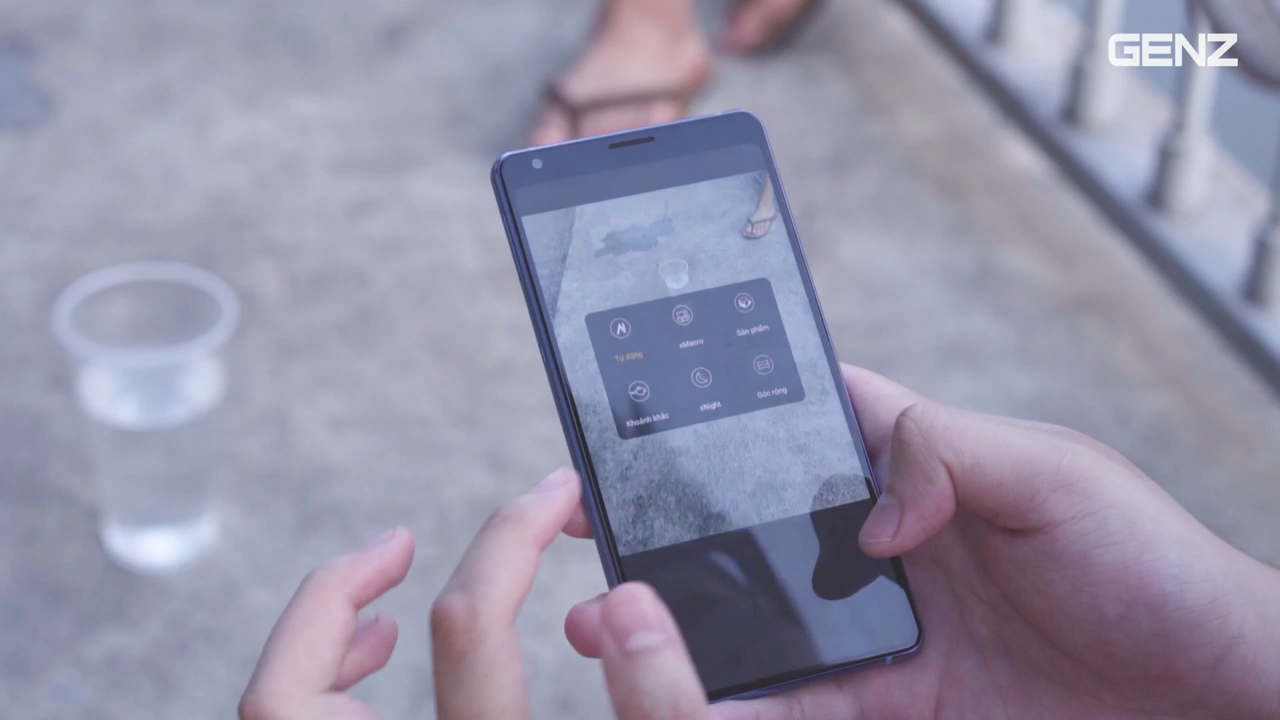 GENZ
Tự động
sMacro
Sản phẩm
Khoảnh khắc
sNight
Góc rộng